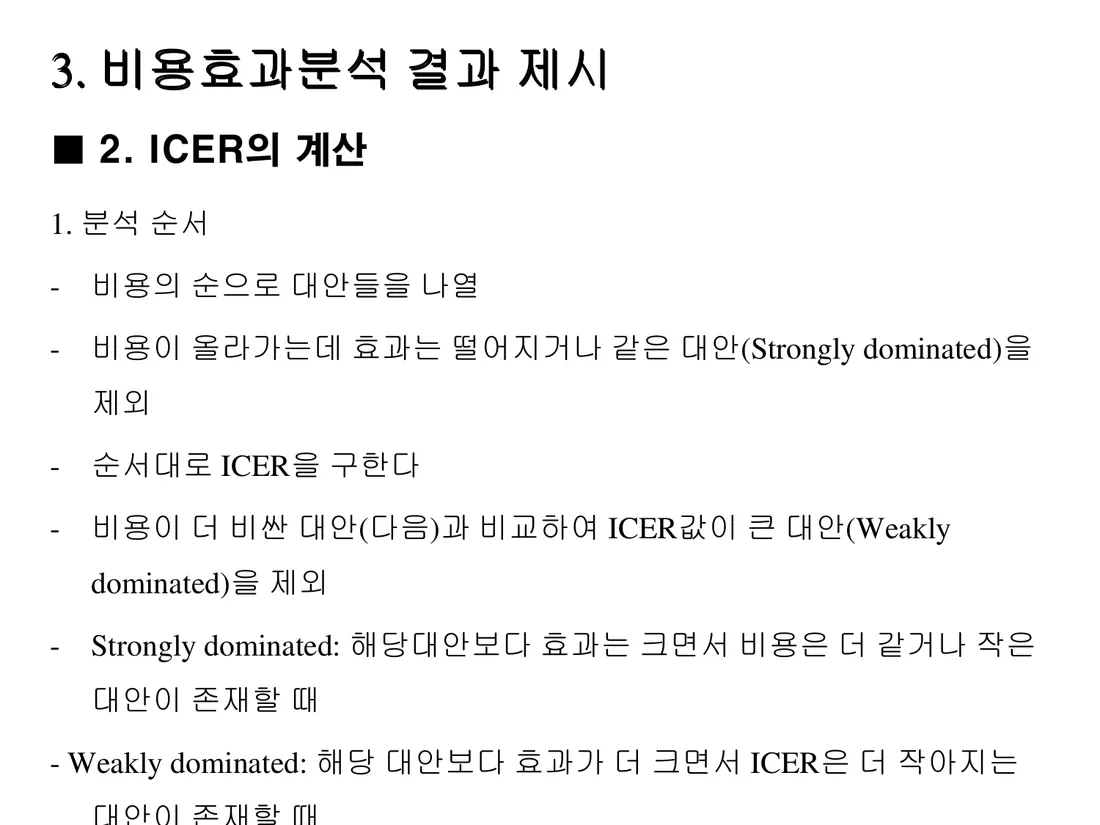 3. 비용효과분석 결과 제시
■ 2. ICER의 계산
1. 분석 순서
- 비용의 순으로 대안들을 나열
- 비용이 올라가는데 효과는 떨어지거나 같은 대안(Strongly dominated)을
제외
- 순서대로 ICER을 구한다
- 비용이 더 비싼 대안(다음)과 비교하여 ICER값이 큰 대안(Weakly
dominated)을 제외
- Strongly dominated: 해당대안보다 효과는 크면서 비용은 더 같거나 작은
대안이 존재할 때
- Weakly dominated: 해당 대안보다 효과가 더 크면서 ICER은 더 작아지는
대안이 존재할 때